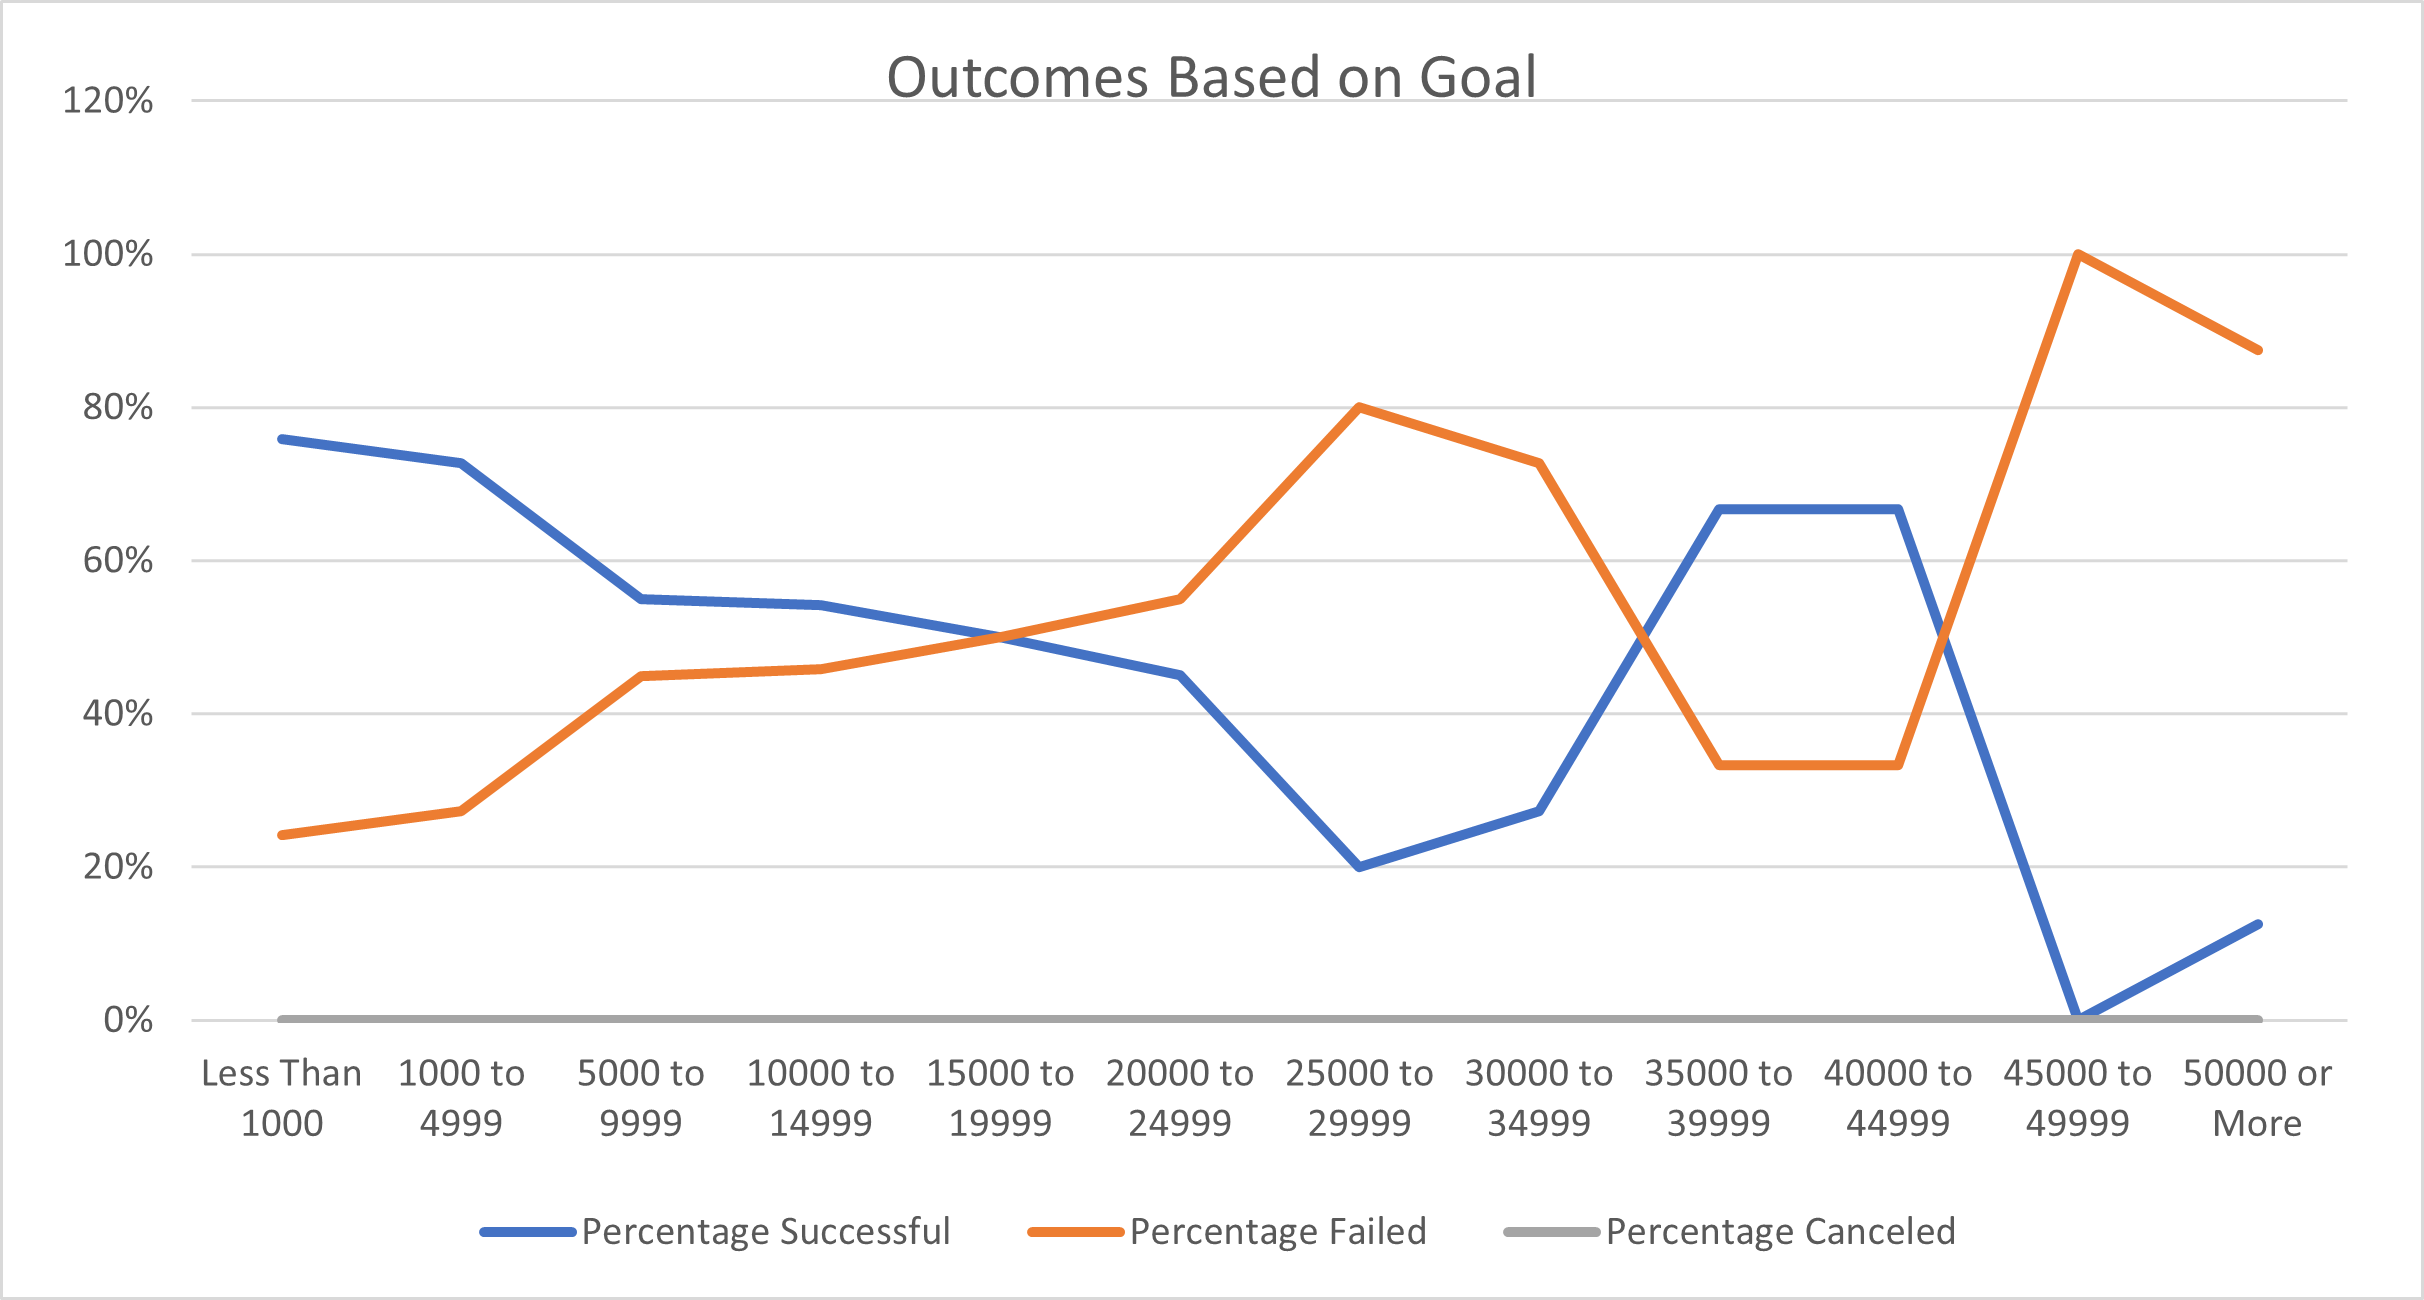 Outcomes Based on Goal
120%
100%
80%
60%
40%
20%
0%
Less Than 1000
1000 to 4999
5000 to 9999
10000 to 14999
15000 to 19999
20000 to 24999
25000 to 29999
30000 to 34999
35000 to 39999
40000 to 44999
45000 to 49999
50000 or More
Percentage Successful
Percentage Failed
Percentage Canceled